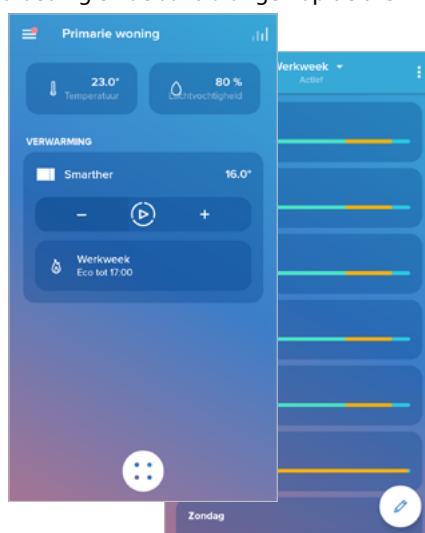 Primarie woning
23.0°
Temperatuur
80 %
Luchtvochtigheid
VERWARMING
Smarther
16.0°
Werkweek
Eco tot 17:00
Werkweek
Actief
Zondag